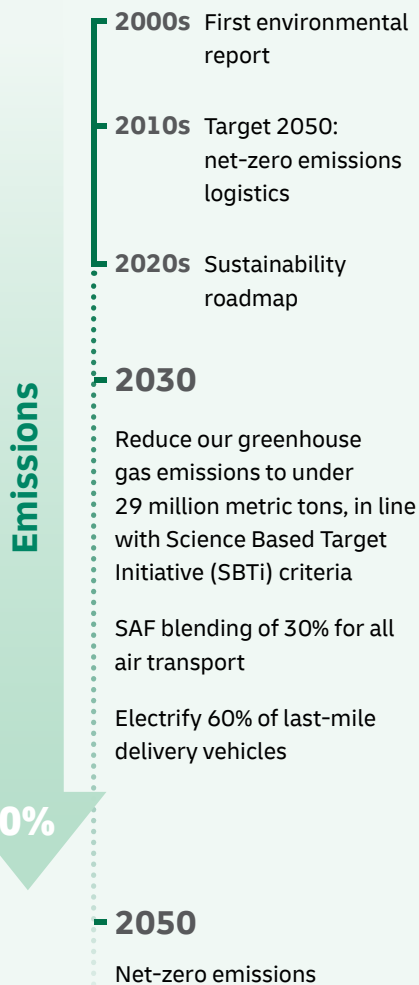 2000s First environmental
report
2010s Target 2050:
net-zero emissions
logistics
2020s Sustainability
roadmap
Emissions
2030
Reduce our greenhouse
gas emissions to under
29 million metric tons, in line
with Science Based Target
Initiative (SBTi) criteria
SAF blending of 30% for all
air transport
Electrify 60% of last-mile
delivery vehicles
0%
2050
Net-zero emissions